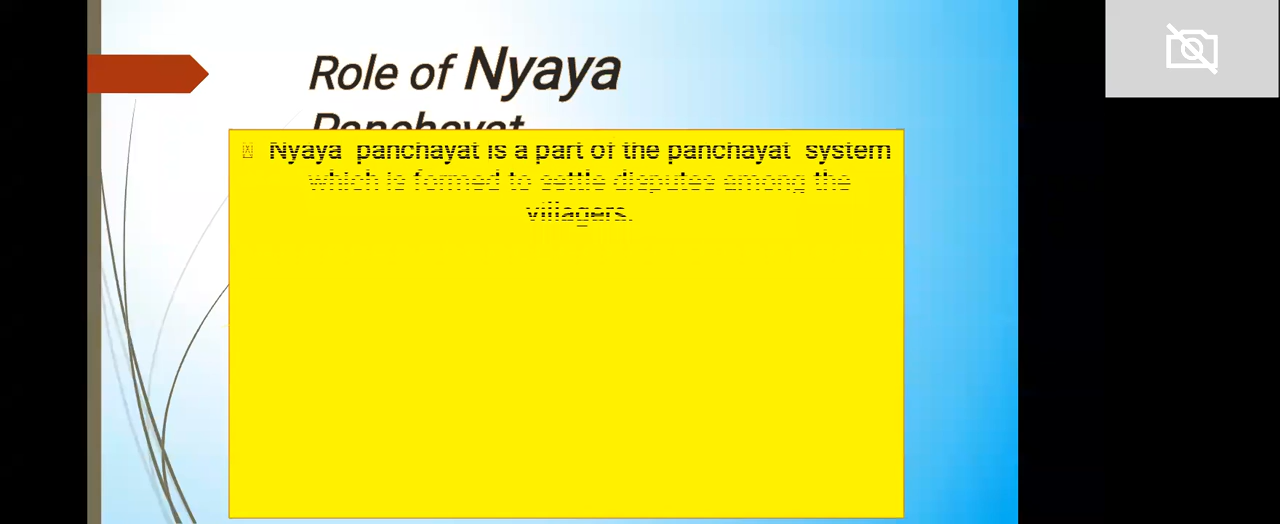 Role of Nyaya
Panchayat
Nyaya panchayat is a part of the panchayat system
which is formed to settle disputes among the
villagers.